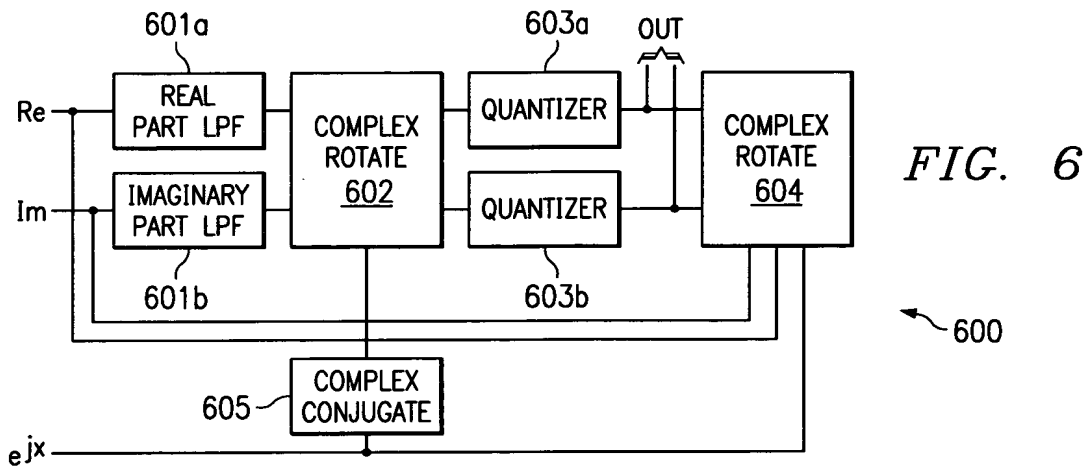 601a
603a
OUT
Re
REAL
PART LPF
COMPLEX
ROTATE
602
QUANTIZER
COMPLEX
ROTATE
604
FIG. 6
Im
IMAGINARY
PART LPF
QUANTIZER
601b
603b
600
605
COMPLEX
CONJUGATE
e jx